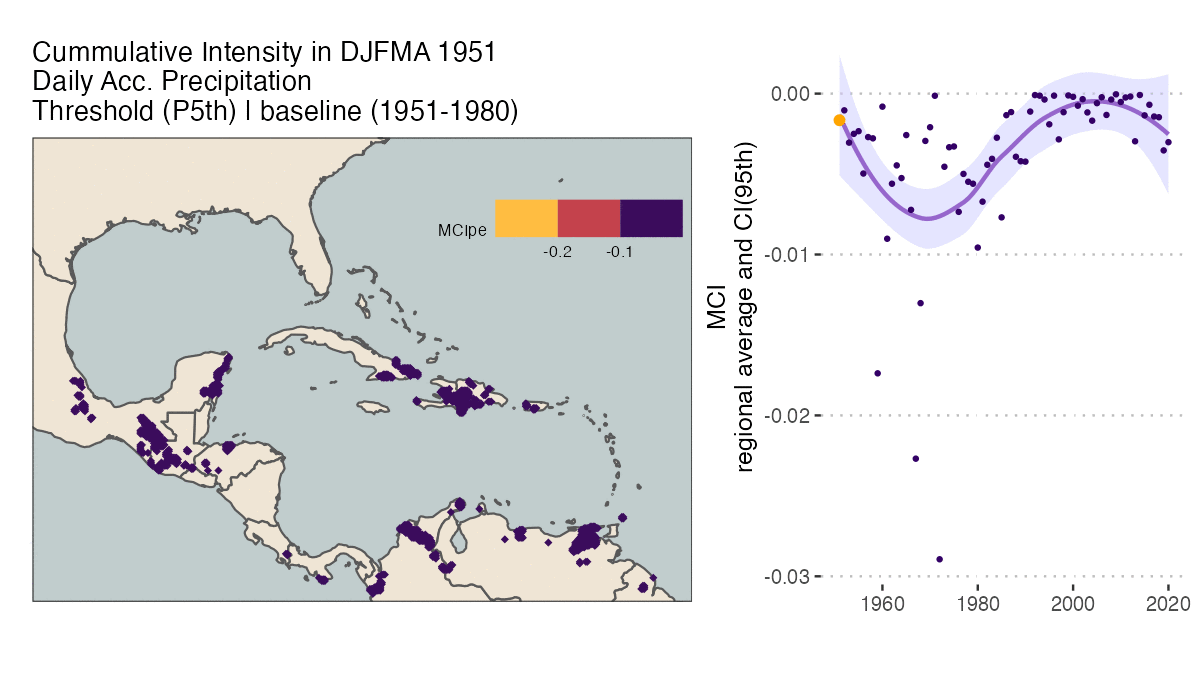 Cummulative Intensity in DJFMA 1951
Daily Acc. Precipitation
Threshold (P5th) | baseline (1951-1980)
MCIpe
-0.2
-0.1
MCI
regional average and CI(95th)
0.00
-0.01
-0.02
-0.03
1960
1980
2000
2020